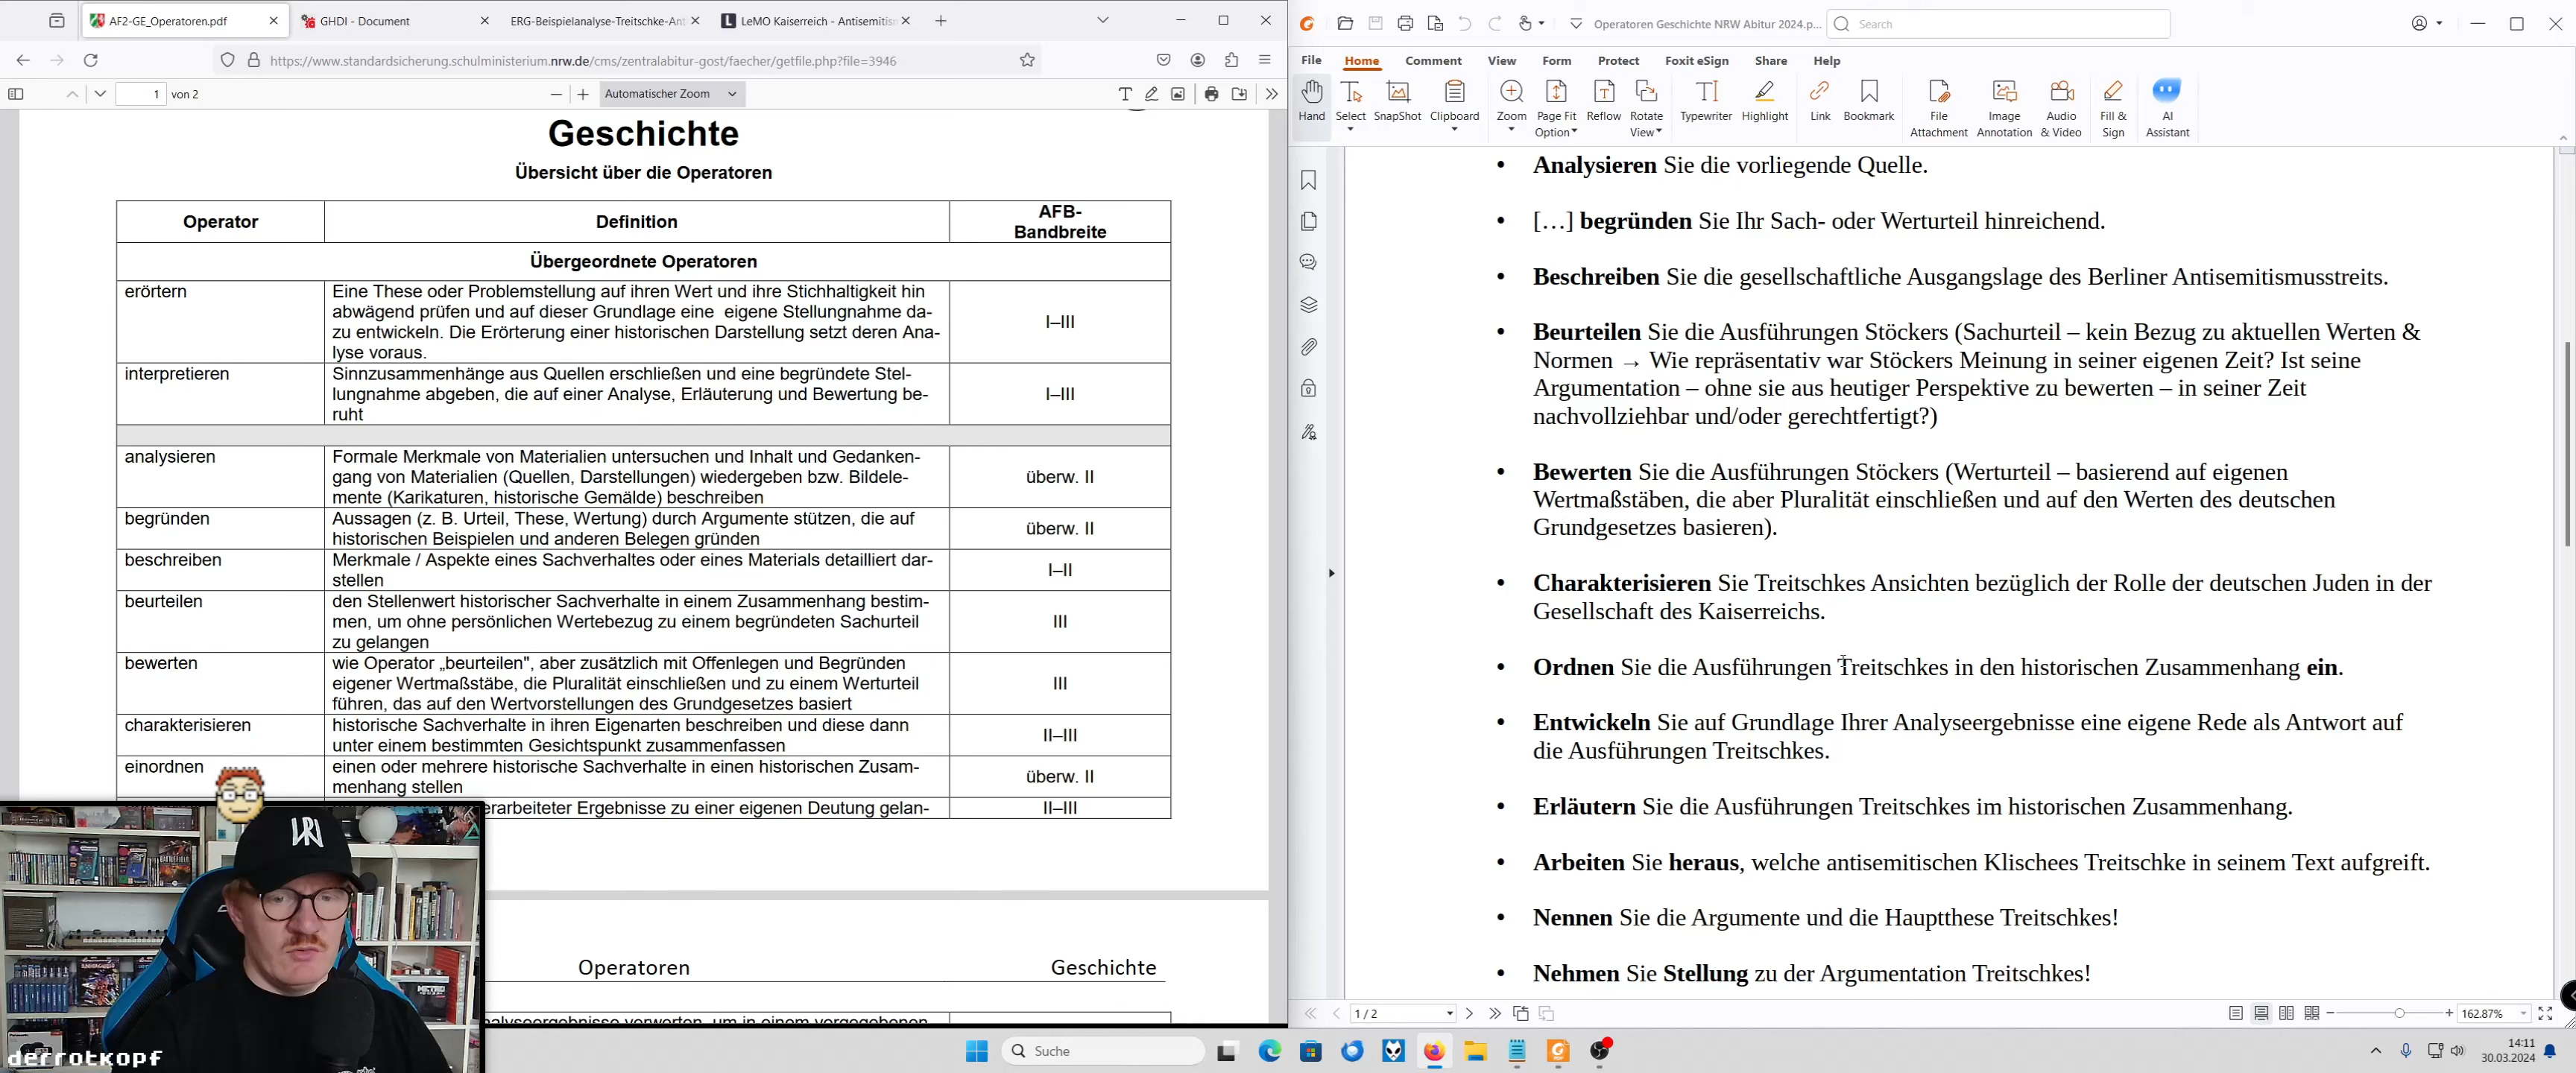 AF2-GE_Operatoren.pdf
GHDI - Document
ERG-Beispielanalyse-Treitschke-Ant
LeMO Kaiserreich - Antisemitism
https://www.standardsicherung.schulministerium.nrw.de/cms/zentralabitur-gost/faecher/getfile.php?file=3946
1 von 2
Automatischer Zoom
Geschichte
Übersicht über die Operatoren
Operator Definition AFB-
Bandbreite
Übergeordnete Operatoren
erörtern
Eine These oder Problemstellung auf ihren Wert und ihre Stichhaltigkeit hin
abwägend prüfen und auf dieser Grundlage eine eigene Stellungnahme da-
zu entwickeln. Die Erörterung einer historischen Darstellung setzt deren Ana-
lyse voraus.
I–III
interpretieren
Sinnzusammenhänge aus Quellen erschließen und eine begründete Stel-
lungnahme abgeben, die auf einer Analyse, Erläuterung und Bewertung be-
ruht
I–III
analysieren
Formale Merkmale von Materialien untersuchen und Inhalt und Gedanken-
gang von Materialien (Quellen, Darstellungen) wiedergeben bzw. Bildele-
mente (Karikaturen, historische Gemälde) beschreiben
überw. II
begründen
Aussagen (z. B. Urteil, These, Wertung) durch Argumente stützen, die auf
historischen Beispielen und anderen Belegen gründen
überw. II
beschreiben
Merkmale / Aspekte eines Sachverhaltes oder eines Materials detailliert dar-
stellen
I–II
beurteilen
den Stellenwert historischer Sachverhalte in einem Zusammenhang bestim-
men, um ohne persönlichen Wertebezug zu einem begründeten Sachurteil
zu gelangen
III
bewerten
wie Operator „beurteilen", aber zusätzlich mit Offenlegen und Begründen
eigener Wertmaßstäbe, die Pluralität einschließen und zu einem Werturteil
führen, das auf den Wertvorstellungen des Grundgesetzes basiert
III
charakterisieren
historische Sachverhalte in ihren Eigenarten beschreiben und diese dann
unter einem bestimmten Gesichtspunkt zusammenfassen
II–III
einordnen
einen oder mehrere historische Sachverhalte in einen historischen Zusam-
menhang stellen
überw. II
erarbeiteter Ergebnisse zu einer eigenen Deutung gelan-
II–III
Operatoren Geschichte
nalyseergebnisse verwerten, um in einem vorgegebenen
derrotkopf
Operatoren Geschichte NRW Abitur 2024.p...
Search
File Home Comment View Form Protect Foxit eSign Share Help
Hand Select SnapShot Clipboard Zoom Page Fit Reflow Rotate Typewriter Highlight Link Bookmark File Image Audio Fill & AI
Option View Attachment Annotation & Video Sign Assistant
• Analysieren Sie die vorliegende Quelle.
• […] begründen Sie Ihr Sach- oder Werturteil hinreichend.
• Beschreiben Sie die gesellschaftliche Ausgangslage des Berliner Antisemitismusstreits.
• Beurteilen Sie die Ausführungen Stöckers (Sachurteil – kein Bezug zu aktuellen Werten &
Normen → Wie repräsentativ war Stöckers Meinung in seiner eigenen Zeit? Ist seine
Argumentation – ohne sie aus heutiger Perspektive zu bewerten – in seiner Zeit
nachvollziehbar und/oder gerechtfertigt?)
• Bewerten Sie die Ausführungen Stöckers (Werturteil – basierend auf eigenen
Wertmaßstäben, die aber Pluralität einschließen und auf den Werten des deutschen
Grundgesetzes basieren).
• Charakterisieren Sie Treitschkes Ansichten bezüglich der Rolle der deutschen Juden in der
Gesellschaft des Kaiserreichs.
• Ordnen Sie die Ausführungen Treitschkes in den historischen Zusammenhang ein.
• Entwickeln Sie auf Grundlage Ihrer Analyseergebnisse eine eigene Rede als Antwort auf
die Ausführungen Treitschkes.
• Erläutern Sie die Ausführungen Treitschkes im historischen Zusammenhang.
• Arbeiten Sie heraus, welche antisemitischen Klischees Treitschke in seinem Text aufgreift.
• Nennen Sie die Argumente und die Hauptthese Treitschkes!
• Nehmen Sie Stellung zu der Argumentation Treitschkes!
1 / 2
162.87%
Suche
14:11
30.03.2024